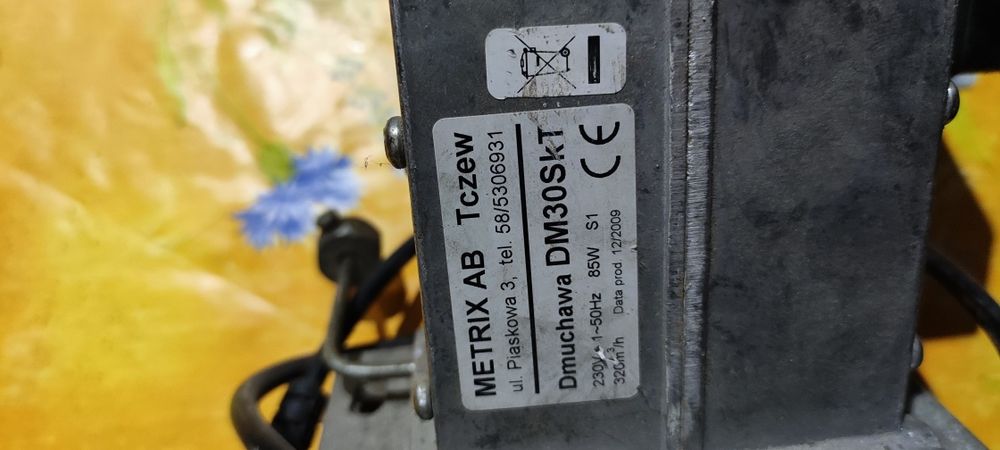 METRIX AB Tczew
ul. Piaskowa 3, tel. 58/5306931
Dmuchawa DM30SkT
230V 1~50Hz 85W S1
320m³/h Data prod 12/2009
CE